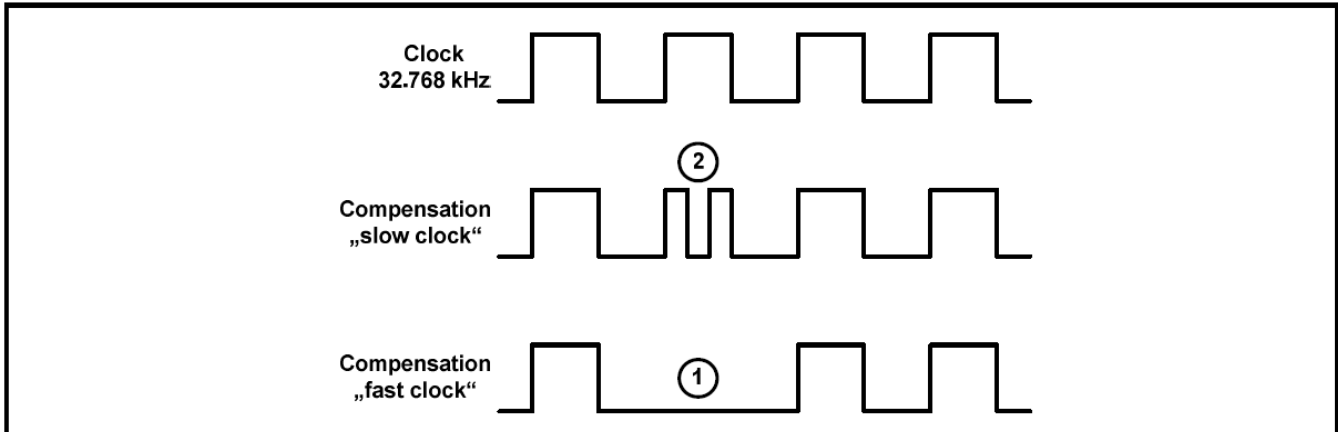 Clock
32.768 kHz
2
Compensation
„slow clock“
Compensation
„fast clock“
1